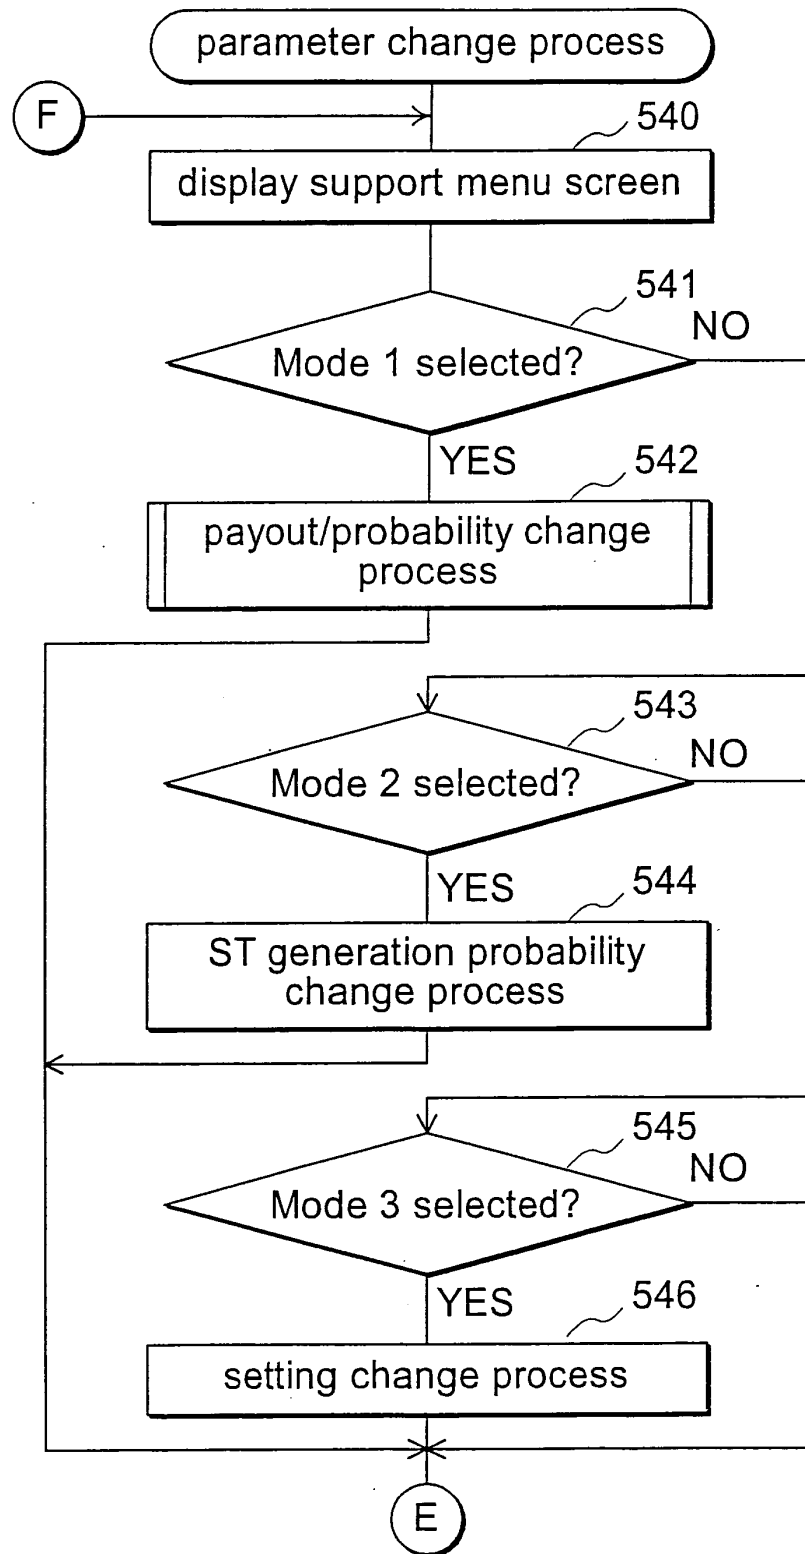 parameter change process
F
540
display support menu screen
541
NO
Mode 1 selected?
YES
542
payout/probability change
process
543
NO
Mode 2 selected?
YES
544
ST generation probability
change process
545
NO
Mode 3 selected?
YES
546
setting change process
E